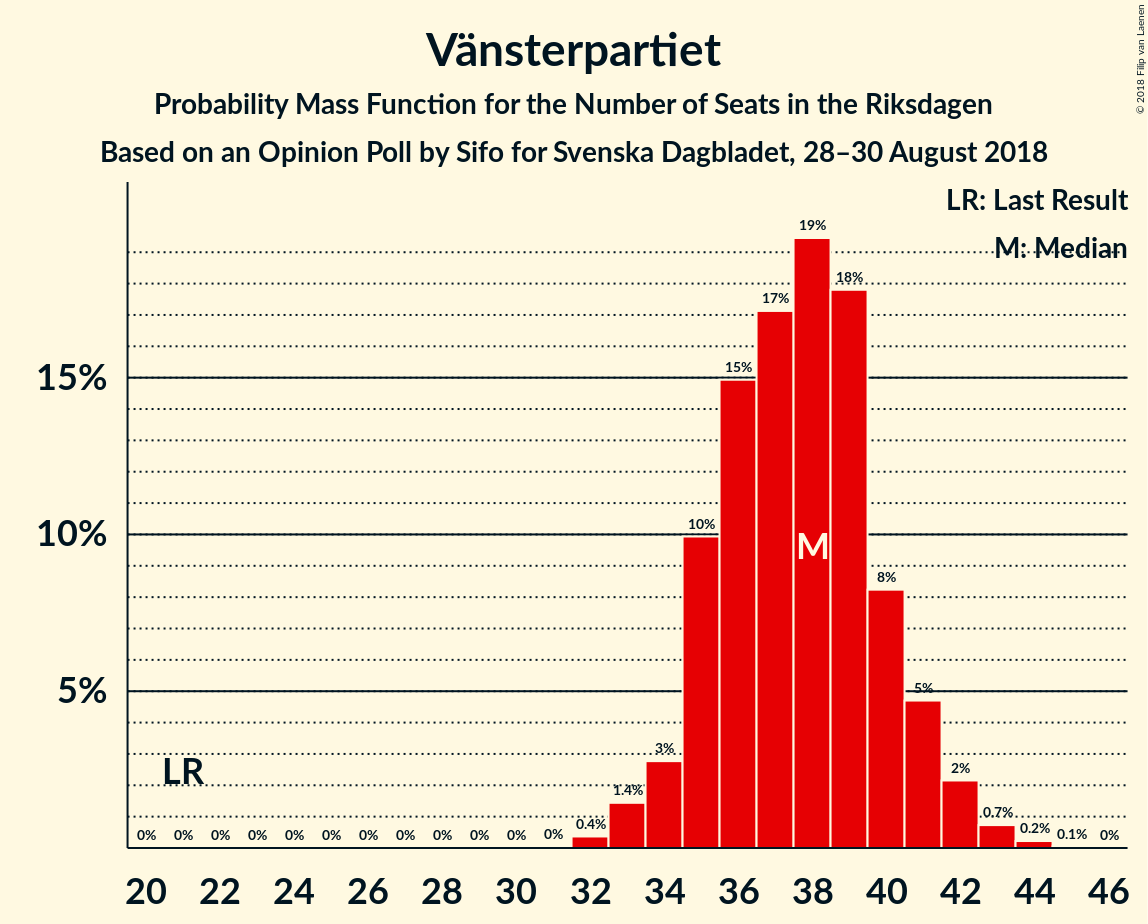 Vänsterpartiet
Probability Mass Function for the Number of Seats in the Riksdagen
Based on an Opinion Poll by Sifo for Svenska Dagbladet, 28–30 August 2018
© 2018 Filip van Laenen
LR: Last Result
M: Median
15%
10%
5%
0% 0% 0% 0% 0% 0% 0% 0% 0% 0% 0% 0% 0.4% 1.4% 3% 10% 15% 17% 19% 18% 8% 5% 2% 0.7% 0.2% 0.1% 0%
LR
M
20 22 24 26 28 30 32 34 36 38 40 42 44 46